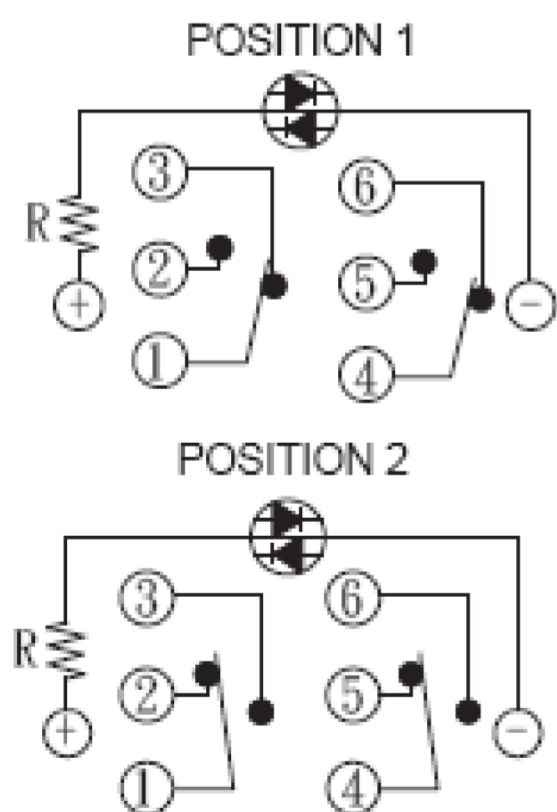 POSITION 1
③ ⑥
R ② ⑤
+ −
① ④
POSITION 2
③ ⑥
R ② ⑤
+ −
① ④